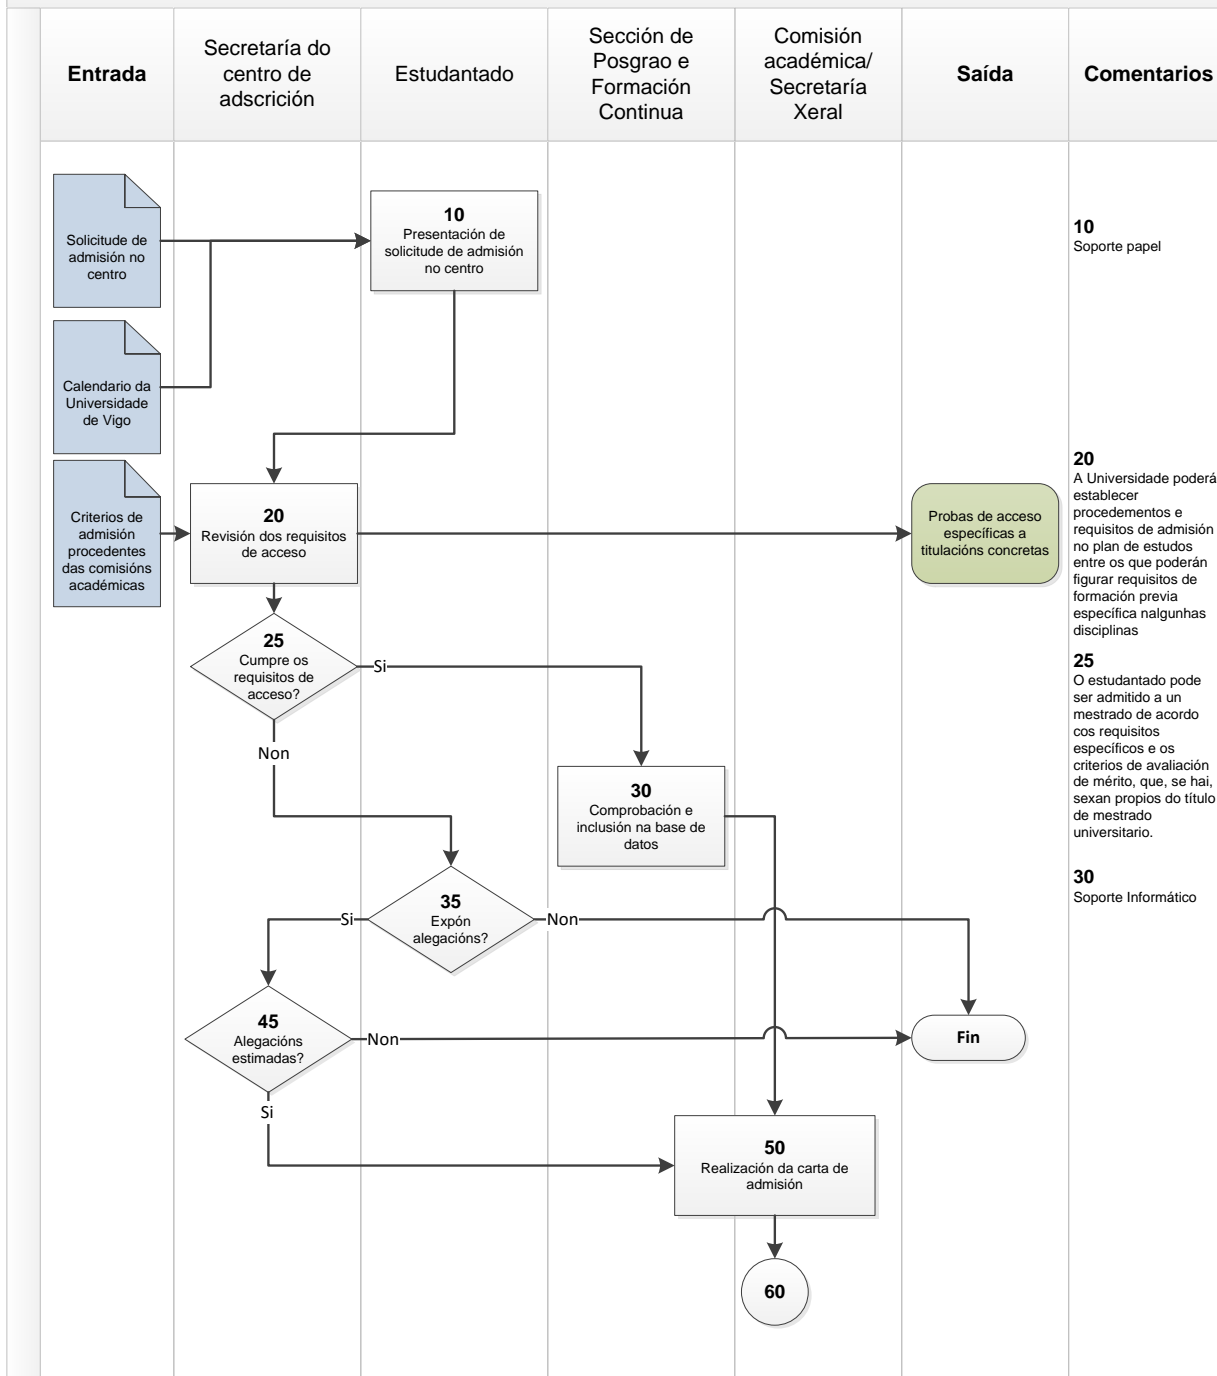 Entrada
Secretaría do
centro de
adscrición
Estudantado
Sección de
Posgrao e
Formación
Continua
Comisión
académica/
Secretaría
Xeral
Saída
Comentarios
Solicitude de
admisión no
centro
10
Presentación de
solicitude de admisión
no centro
10
Soporte papel
Calendario da
Universidade
de Vigo
Criterios de
admisión
procedentes
das comisións
académicas
20
Revisión dos requisitos
de acceso
Probas de acceso
específicas a
titulacións concretas
20
A Universidade poderá
establecer
procedementos e
requisitos de admisión
no plan de estudos
entre os que poderán
figurar requisitos de
formación previa
específica nalgunhas
disciplinas
25
Cumpre os
requisitos de
acceso?
Si
Non
25
O estudantado pode
ser admitido a un
mestrado de acordo
cos requisitos
específicos e os
criterios de avaliación
de mérito, que, se hai,
sexan propios do título
de mestrado
universitario.
30
Comprobación e
inclusión na base de
datos
30
Soporte Informático
35
Expón
alegacións?
Si
Non
45
Alegacións
estimadas?
Non
Si
Fin
50
Realización da carta de
admisión
60